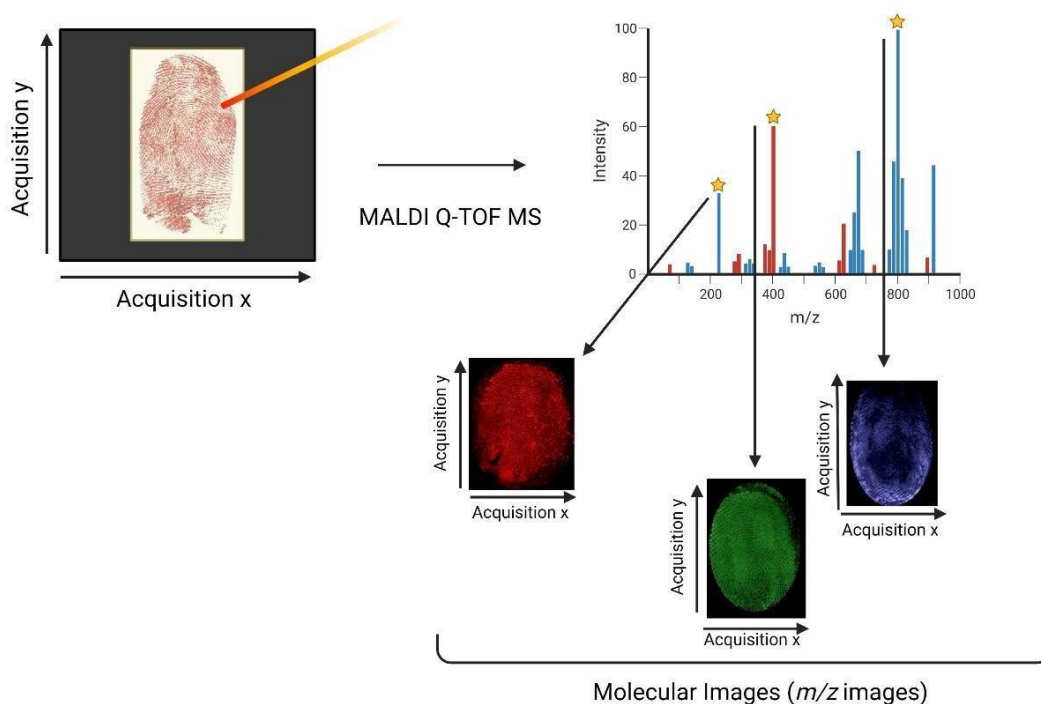 Acquisition y
Acquisition x
MALDI Q-TOF MS
Intensity
100
80
60
40
20
0
200
400
600
800
1000
m/z
Acquisition y
Acquisition x
Acquisition y
Acquisition x
Acquisition y
Acquisition x
Molecular Images (m/z images)